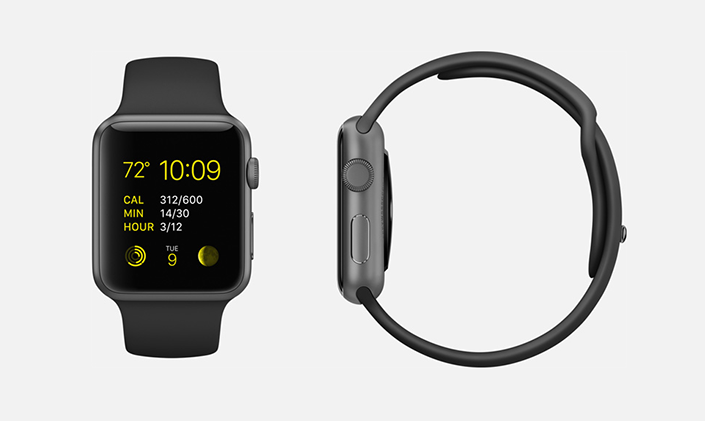 72° 10:09
CAL 312/600
MIN 14/30
HOUR 3/12
TUE
9